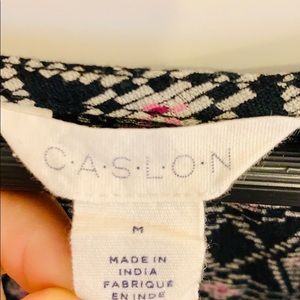 C·A·S·L·O·N
M
MADE IN
INDIA
FABRIQUE
EN INDE